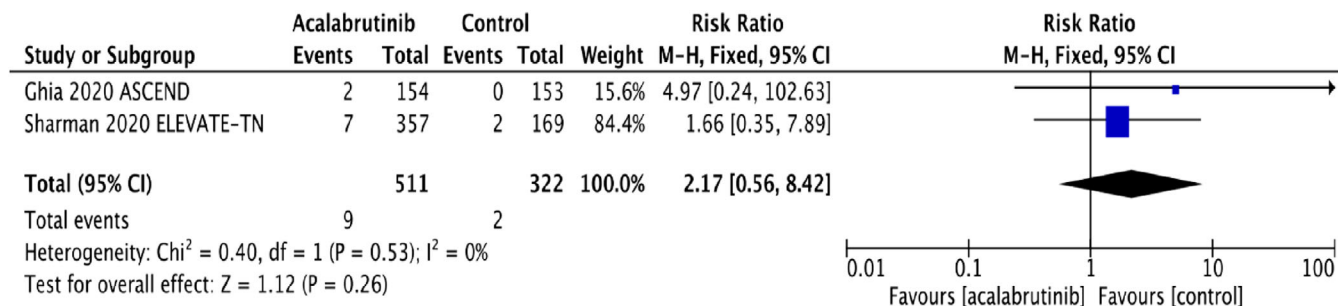 Acalabrutinib Control Risk Ratio Risk Ratio
Study or Subgroup Events Total Events Total Weight M-H, Fixed, 95% CI M-H, Fixed, 95% CI
Ghia 2020 ASCEND 2 154 0 153 15.6% 4.97 [0.24, 102.63]
Sharman 2020 ELEVATE-TN 7 357 2 169 84.4% 1.66 [0.35, 7.89]
Total (95% CI) 511 322 100.0% 2.17 [0.56, 8.42]
Total events 9 2
Heterogeneity: Chi² = 0.40, df = 1 (P = 0.53); I² = 0%
Test for overall effect: Z = 1.12 (P = 0.26)
0.01 0.1 1 10 100
Favours [acalabrutinib] Favours [control]